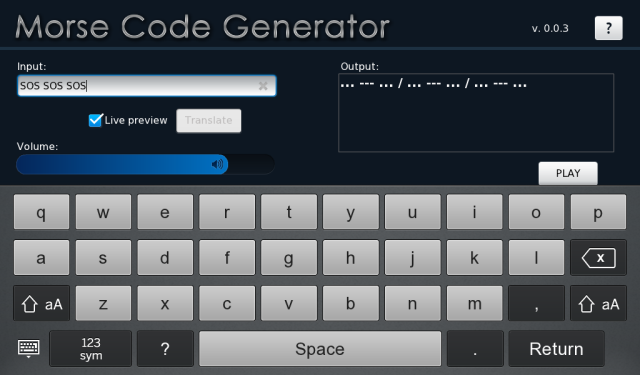 Morse Code Generator
v. 0.0.3
?
Input:
SOS SOS SOS
Live preview
Translate
Volume:
Output:
... --- ... / ... --- ... / ... --- ...
PLAY
q w e r t y u i o p
a s d f g h j k l x
aA z x c v b n m , aA
123 sym ? Space . Return